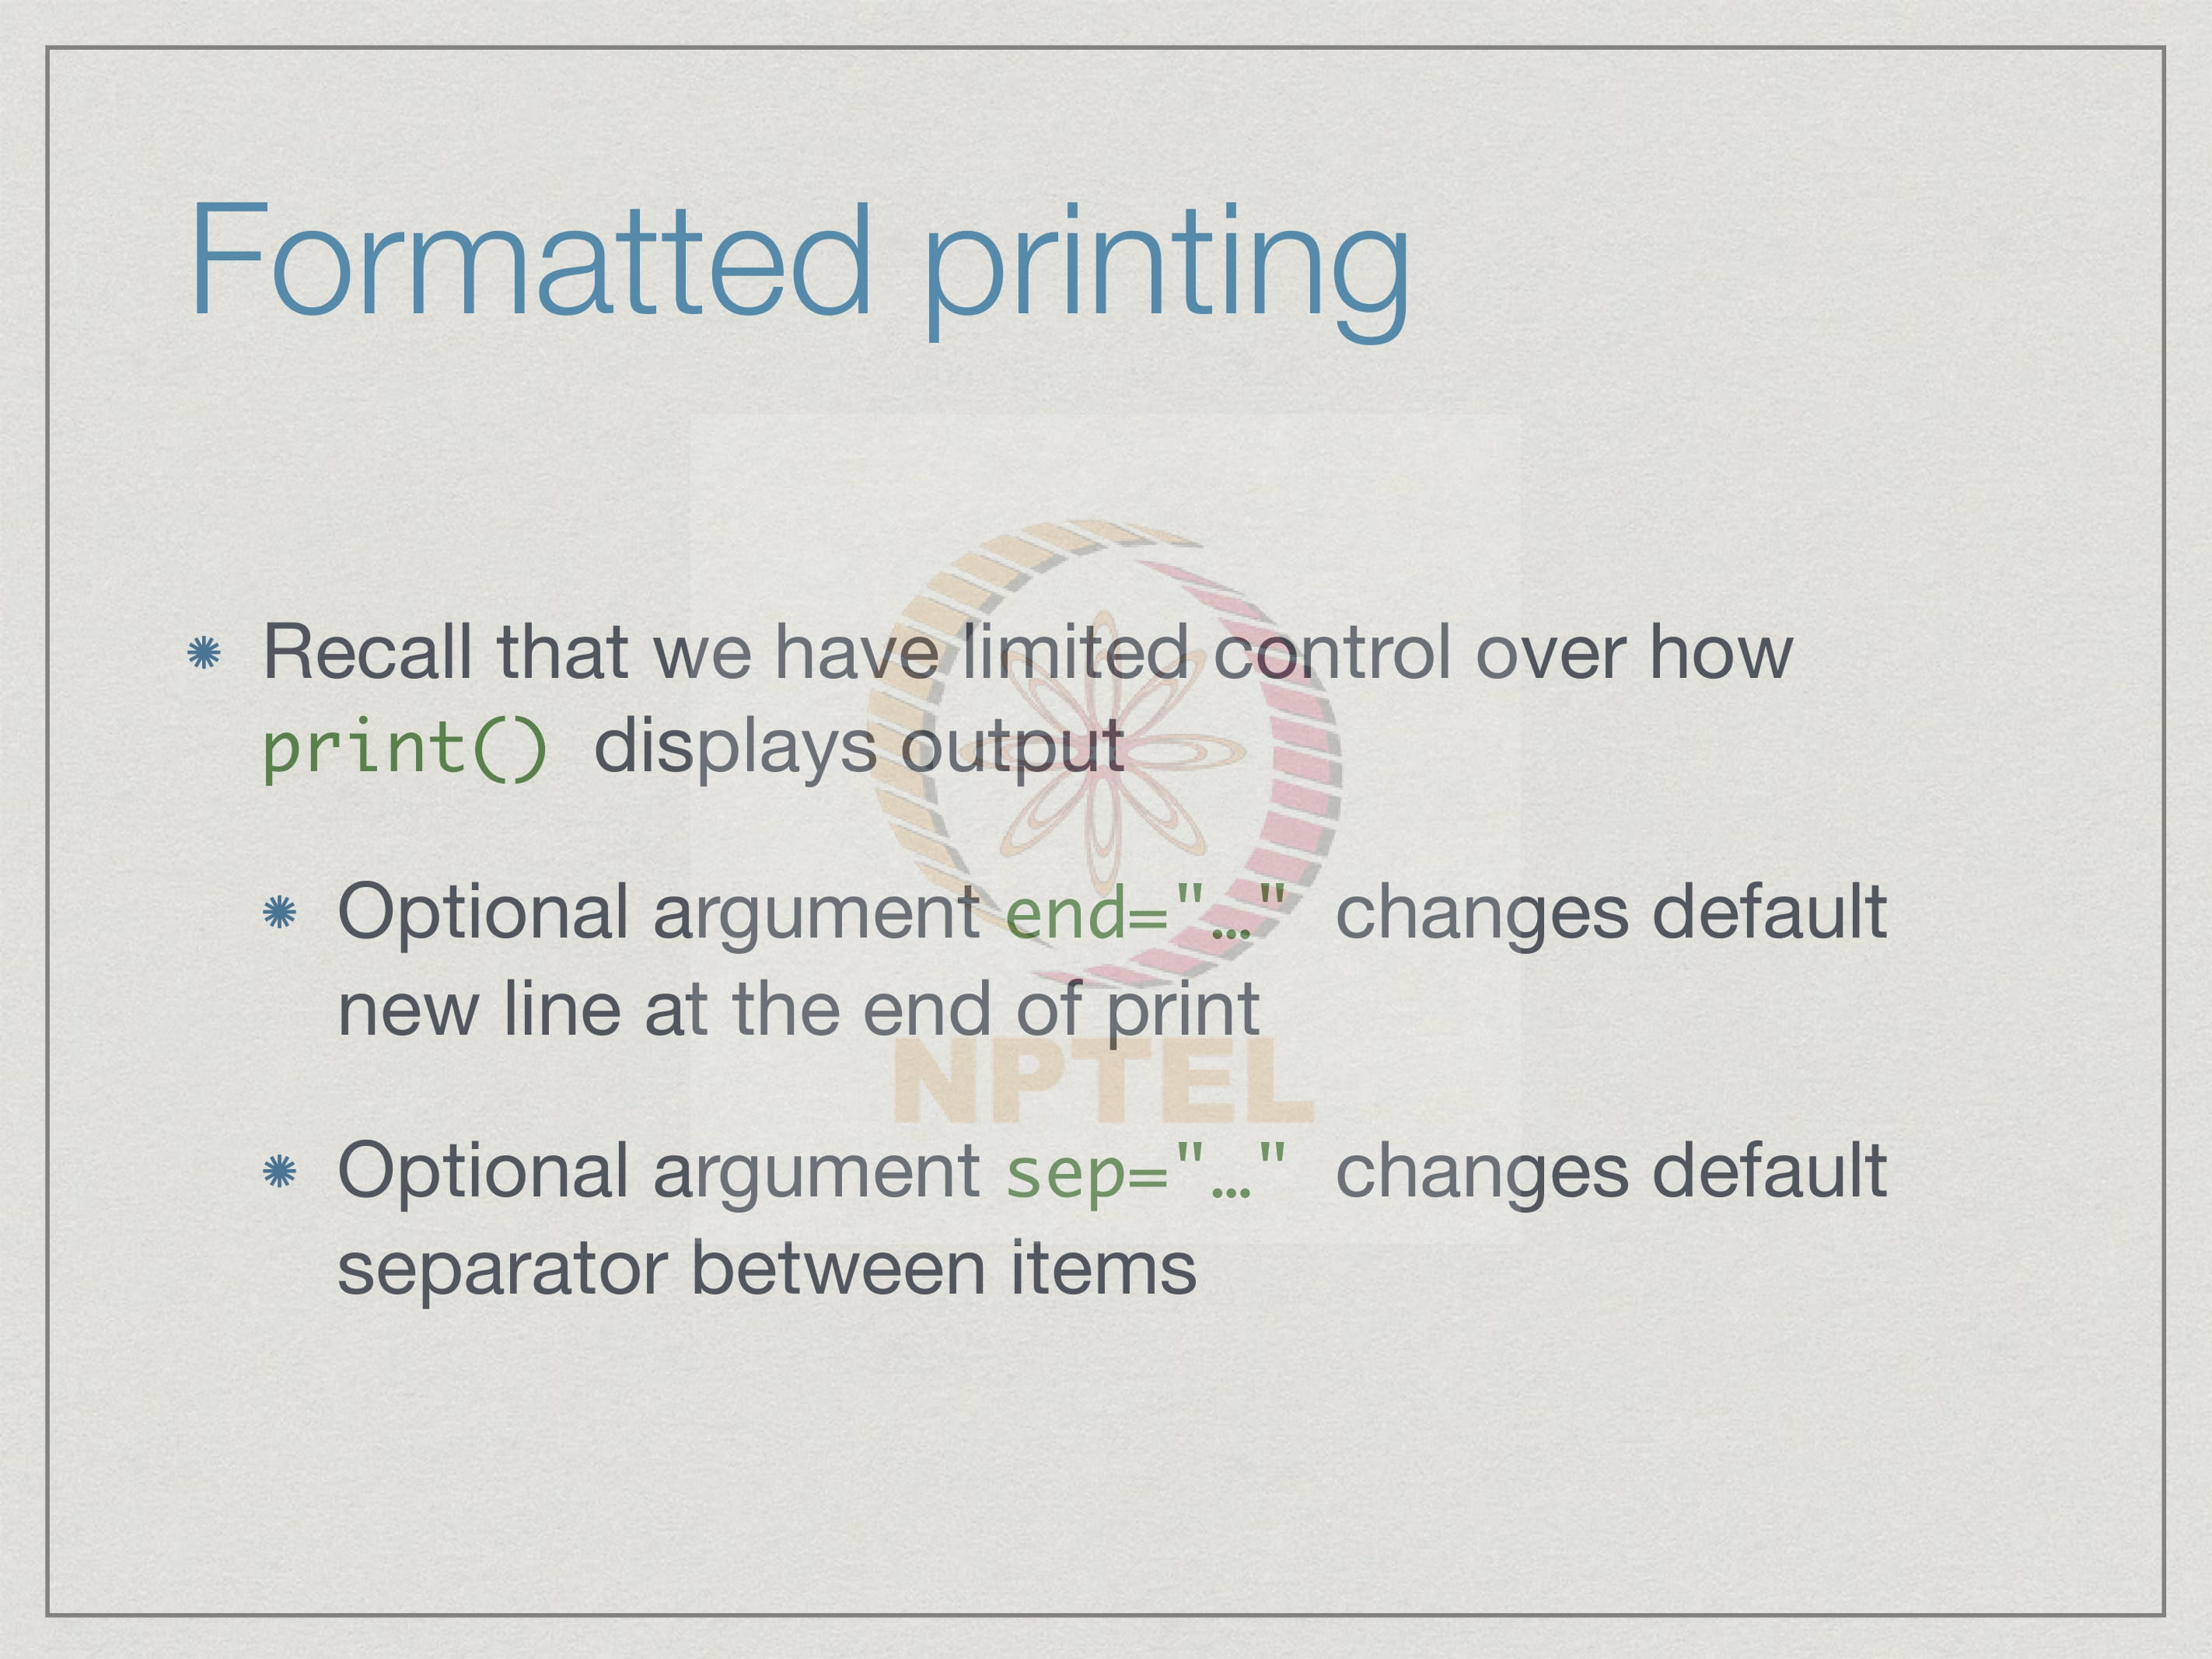 Formatted printing
Recall that we have limited control over how
print() displays output
Optional argument end="…" changes default
new line at the end of print
NPTEL
Optional argument sep="…" changes default
separator between items